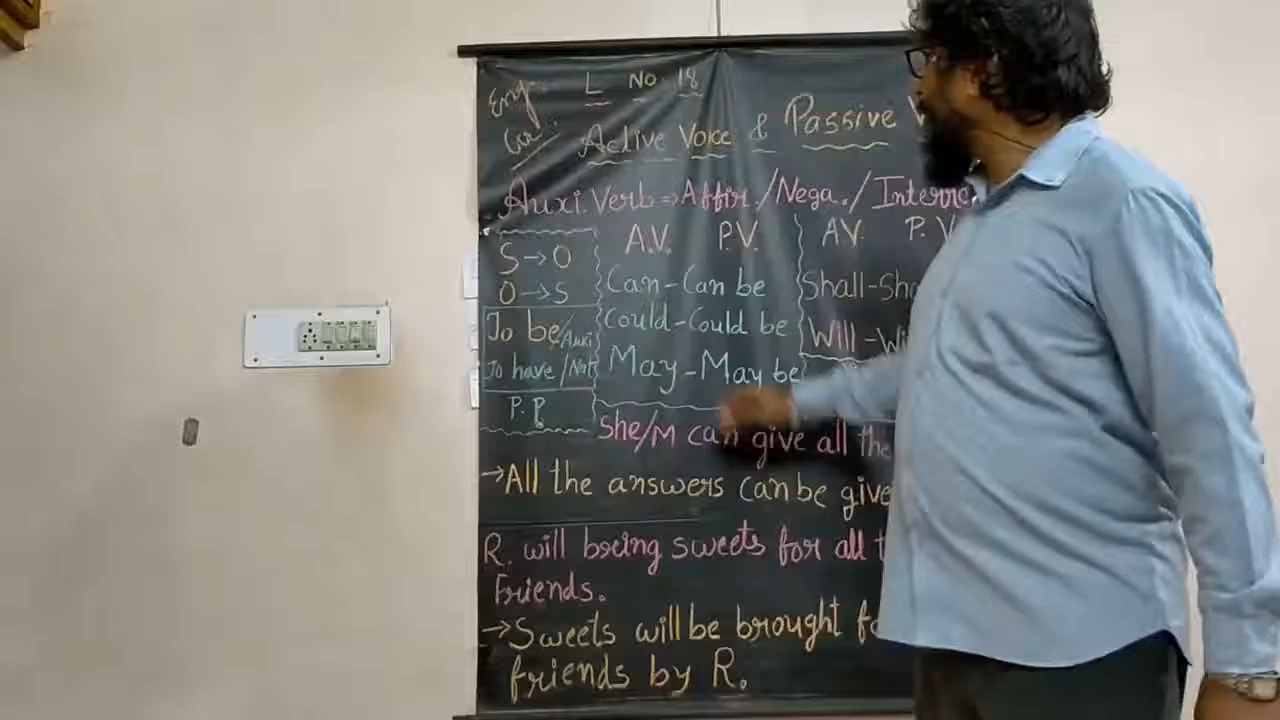 Eng. L No. 18
Gr.
Active Voice & Passive
Auxi. Verb ⇒ Affir./Nega./Interro
S→O
O→S
To be/Auxi
To have/Not
P.P.
A.V. P.V.
Can-Can be
Could-Could be
May-May be
A.V. P.V
Shall-Sha
Will-Wi
She/M can give all the
→All the answers can be give
R. will bring sweets for all t
Friends.
→Sweets will be brought fo
friends by R.